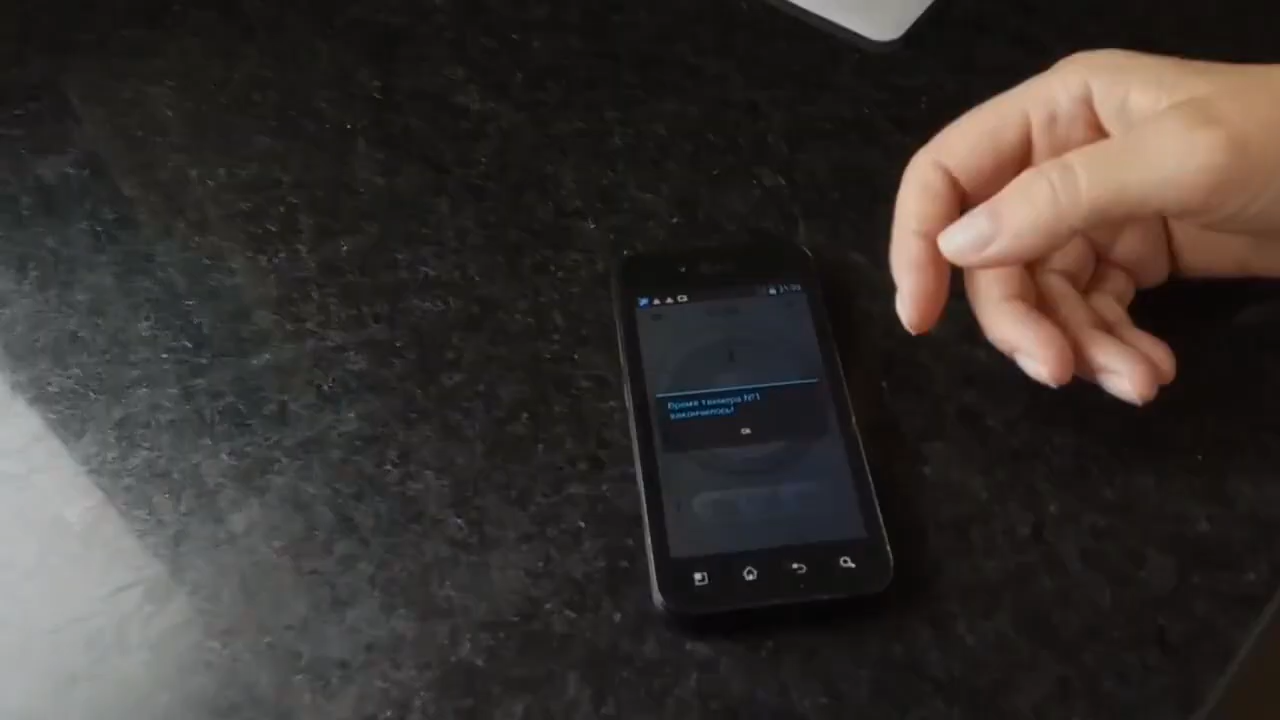 Время таймера №1
закончилось!
Ok